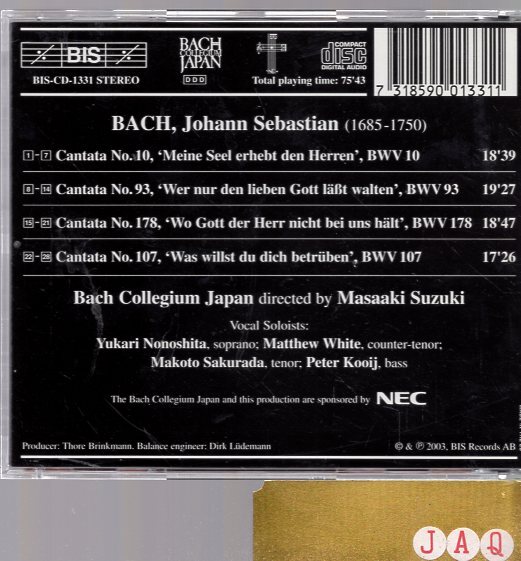 BIS
BACH
COLLEGIUM
JAPAN
COMPACT
disc
DIGITAL AUDIO
BIS-CD-1331 STEREO
DDD
Total playing time: 75'43
7 318590 013311
BACH, Johann Sebastian (1685-1750)
1-7 Cantata No. 10, ‘Meine Seel erhebt den Herren’, BWV 10 18'39
8-14 Cantata No. 93, ‘Wer nur den lieben Gott läßt walten’, BWV 93 19'27
15-21 Cantata No. 178, ‘Wo Gott der Herr nicht bei uns hält’, BWV 178 18'47
22-28 Cantata No. 107, ‘Was willst du dich betrüben’, BWV 107 17'26
Bach Collegium Japan directed by Masaaki Suzuki
Vocal Soloists:
Yukari Nonoshita, soprano; Matthew White, counter-tenor;
Makoto Sakurada, tenor; Peter Kooij, bass
The Bach Collegium Japan and this production are sponsored by NEC
Producer: Thore Brinkmann. Balance engineer: Dirk Lüdemann
© & ℗ 2003, BIS Records AB
JAQ